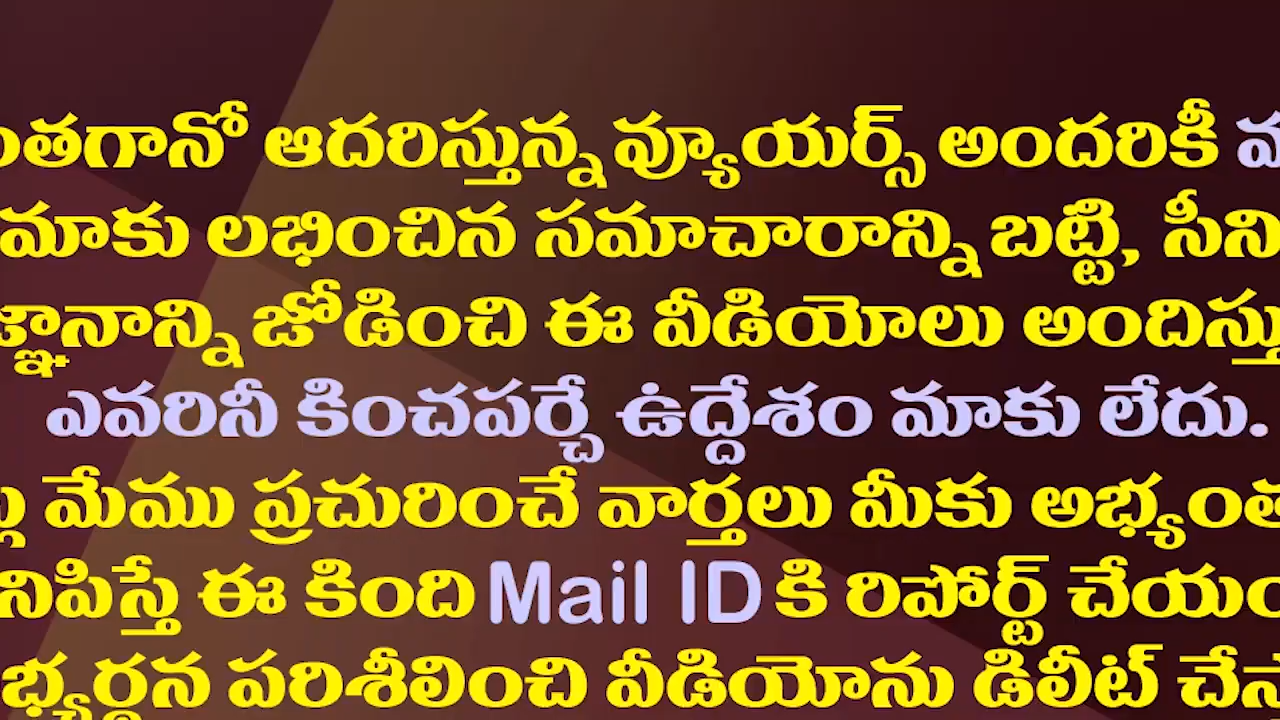 ంతగానో ఆదరిస్తున్న వ్యూయర్స్ అందరికీ
మాకు లభించిన సమాచారాన్ని బట్టి, సీని
జ్ఞానాన్ని జోడించి ఈ వీడియోలు అందిస్తు
ఎవరినీ కించపర్చే ఉద్దేశం మాకు లేదు.
మేము ప్రచురించే వార్తలు మీకు అభ్యంత
నిపిస్తే ఈ కింది Mail ID కి రిపోర్ట్ చేయం
భ్యర్థన పరిశీలించి వీడియోను డిలీట్ చేస